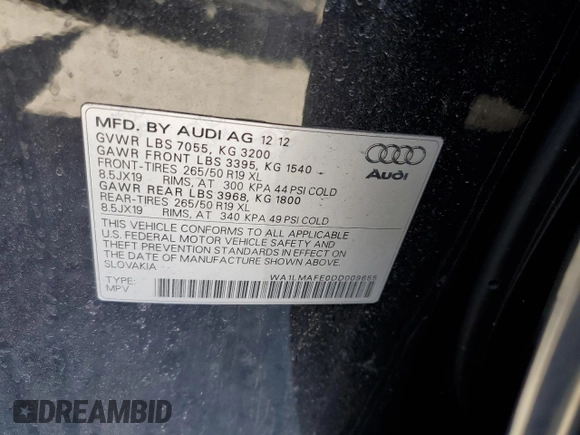 MFD. BY AUDI AG 12 12
GVWR LBS 7055, KG 3200
GAWR FRONT LBS 3395, KG 1540
FRONT-TIRES 265/50 R19 XL
8.5JX19 RIMS, AT 300 KPA 44 PSI COLD
GAWR REAR LBS 3968, KG 1800
REAR-TIRES 265/50 R19 XL
8.5JX19 RIMS, AT 340 KPA 49 PSI COLD
THIS VEHICLE CONFORMS TO ALL APPLICABLE
U.S. FEDERAL MOTOR VEHICLE SAFETY AND
THEFT PREVENTION STANDARDS IN EFFECT ON
THE DATE OF MANUFACTURE SHOWN ABOVE.
SLOVAKIA
WA1LMAFE0DD009855
TYPE:
MPV
Audi
DREAMBID